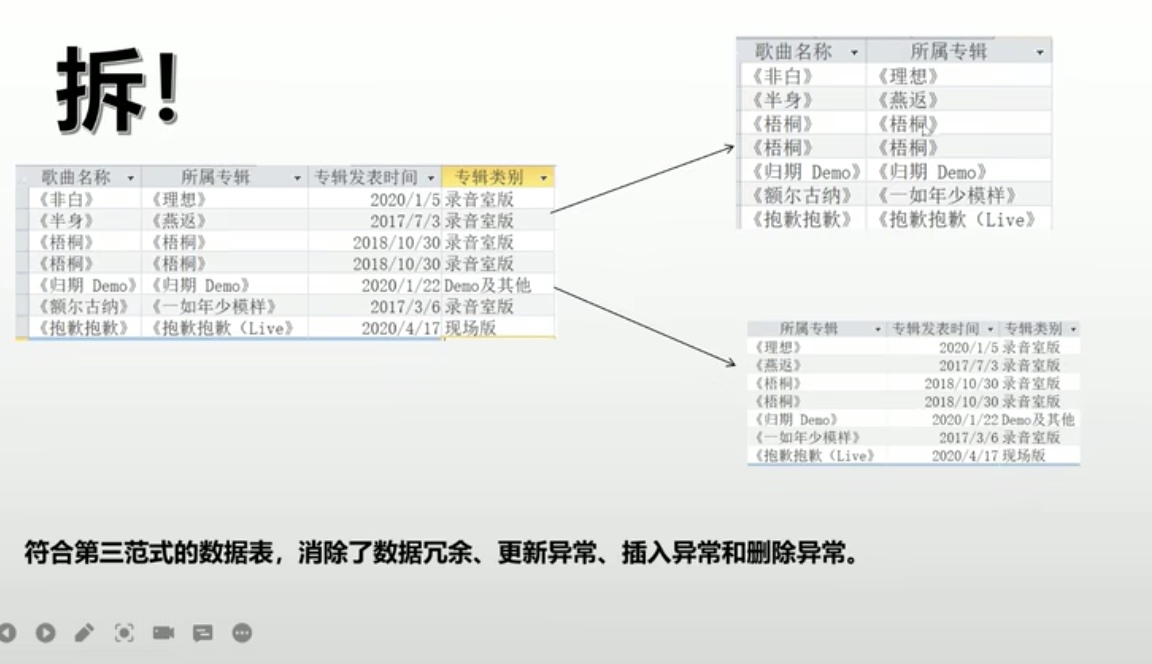 拆！
歌曲名称 所属专辑 专辑发表时间 专辑类别
《非白》 《理想》 2020/1/5 录音室版
《半身》 《燕返》 2017/7/3 录音室版
《梧桐》 《梧桐》 2018/10/30 录音室版
《梧桐》 《梧桐》 2018/10/30 录音室版
《归期 Demo》 《归期 Demo》 2020/1/22 Demo及其他
《额尔古纳》 《一如年少模样》 2017/3/6 录音室版
《抱歉抱歉》 《抱歉抱歉（Live》 2020/4/17 现场版
歌曲名称 所属专辑
《非白》 《理想》
《半身》 《燕返》
《梧桐》 《梧桐》
《梧桐》 《梧桐》
《归期 Demo》 《归期 Demo》
《额尔古纳》 《一如年少模样》
《抱歉抱歉》 《抱歉抱歉（Live》
所属专辑 专辑发表时间 专辑类别
《理想》 2020/1/5 录音室版
《燕返》 2017/7/3 录音室版
《梧桐》 2018/10/30 录音室版
《梧桐》 2018/10/30 录音室版
《归期 Demo》 2020/1/22 Demo及其他
《一如年少模样》 2017/3/6 录音室版
《抱歉抱歉（Live》 2020/4/17 现场版
符合第三范式的数据表，消除了数据冗余、更新异常、插入异常和删除异常。